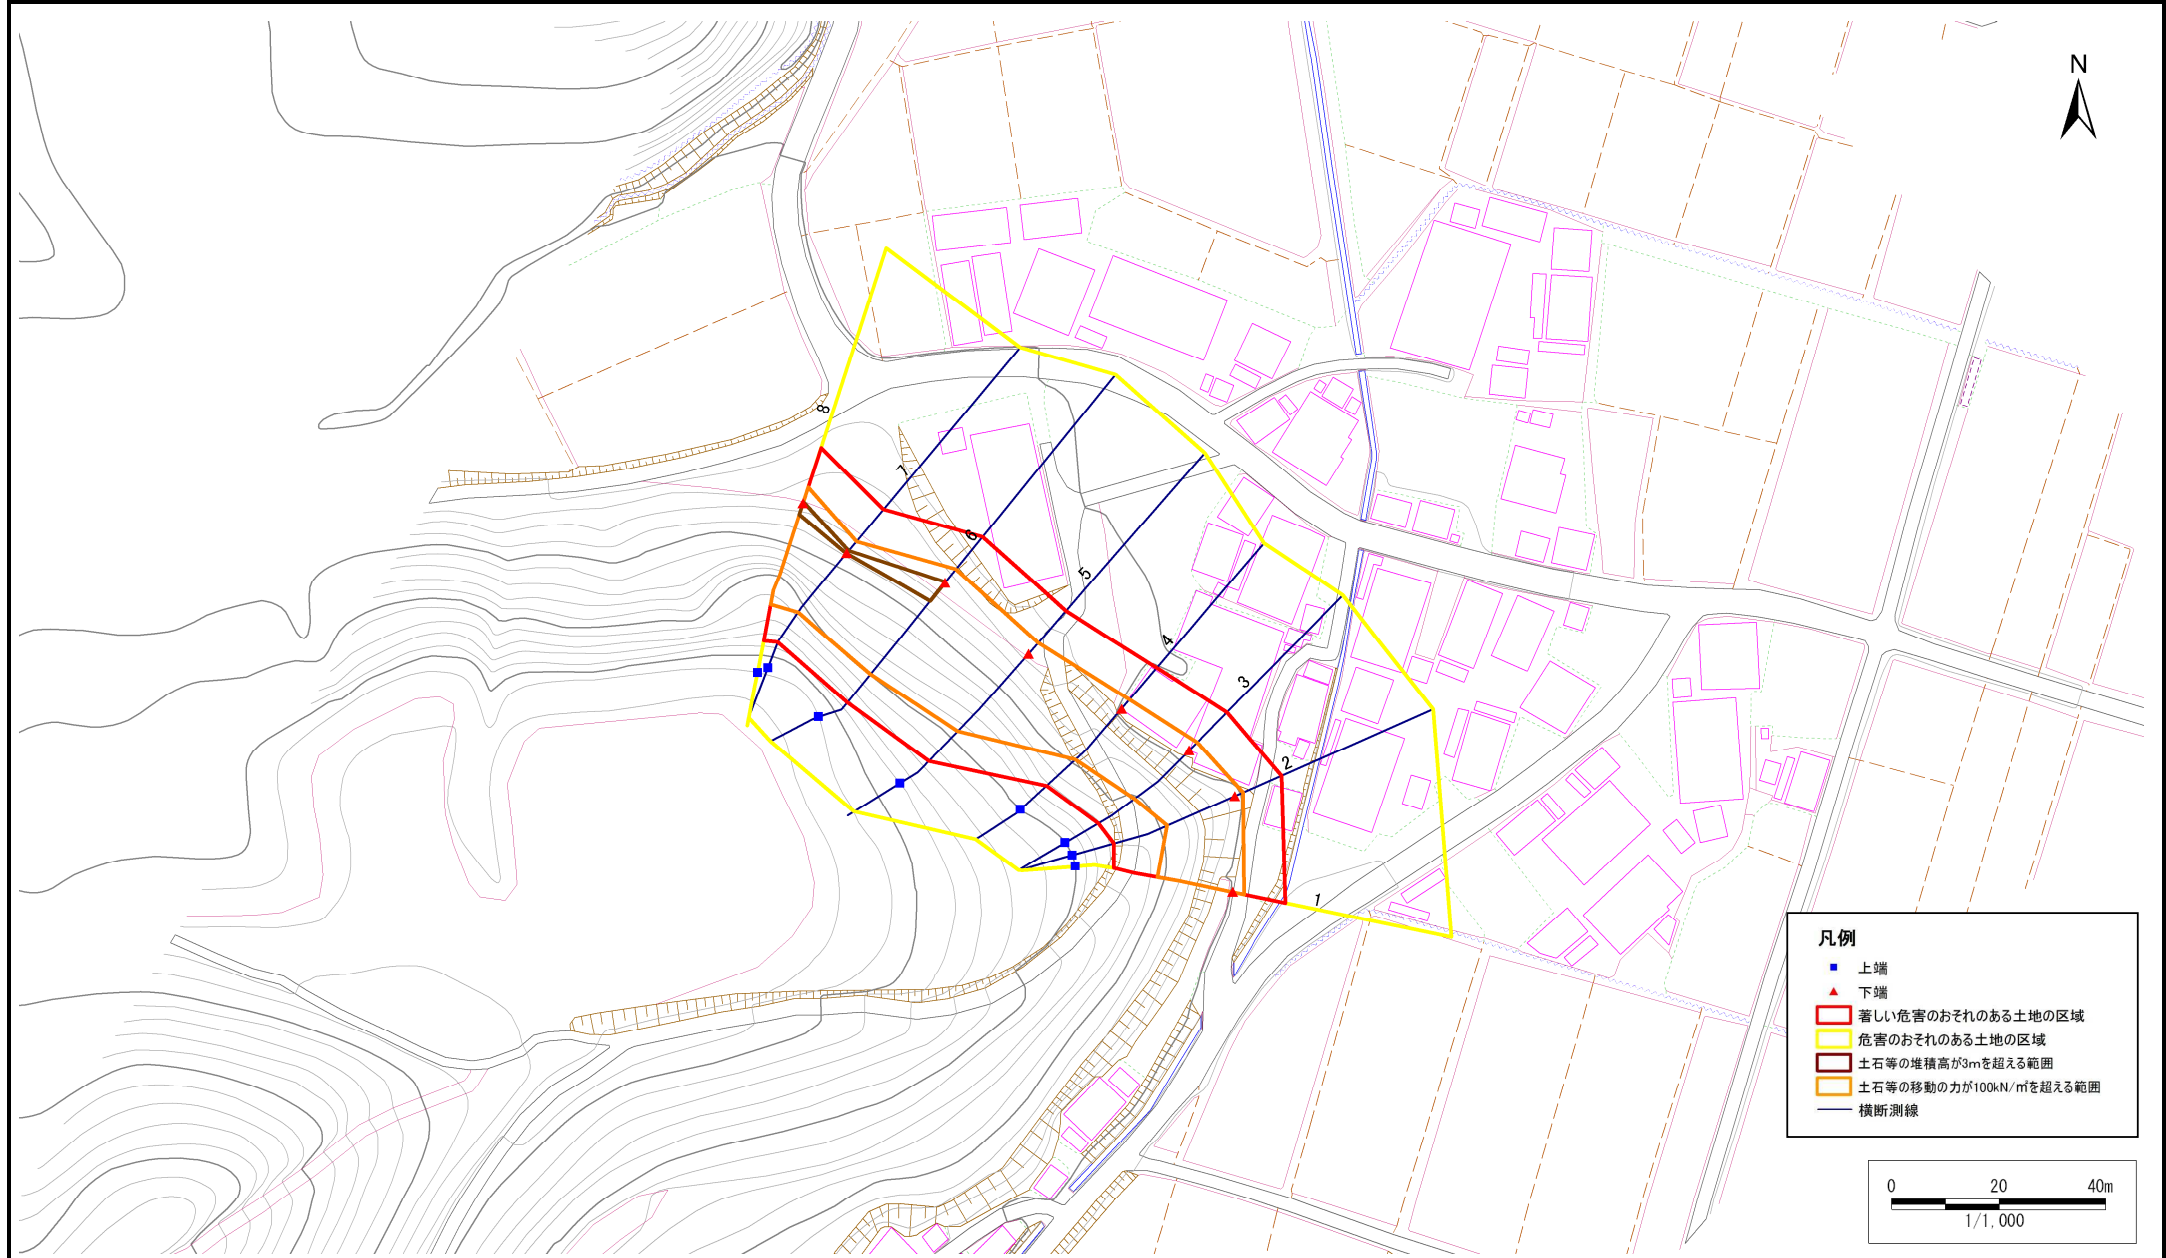 N
8
7
6
5
4
3
2
1
凡例
上端
下端
著しい危害のおそれのある土地の区域
危害のおそれのある土地の区域
土石等の堆積高が3mを超える範囲
土石等の移動の力が100kN/㎡を超える範囲
横断測線
0 20 40m
1/1,000